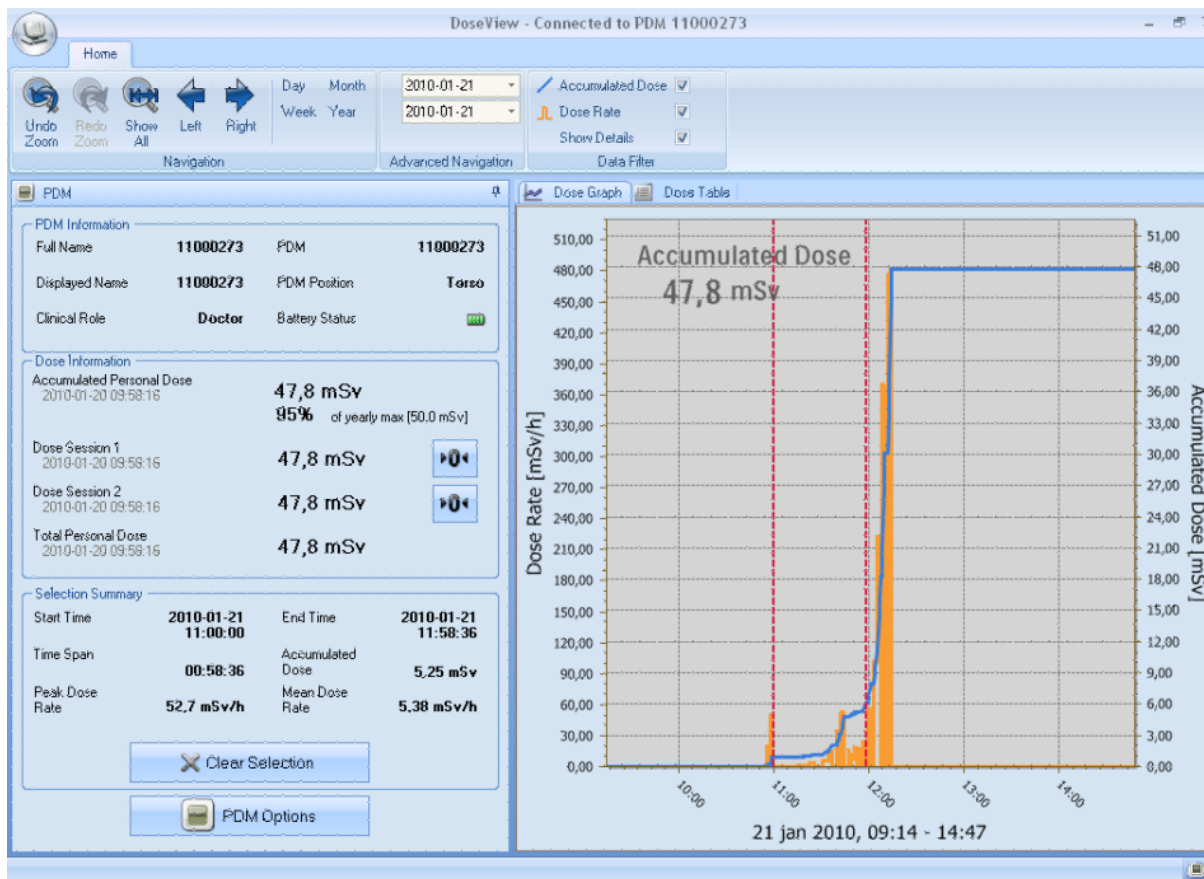 DoseView - Connected to PDM 11000273
Home
Undo Zoom
Redo Zoom
Show All
Left
Right
Day Month
Week Year
Navigation
2010-01-21
2010-01-21
Advanced Navigation
Accumulated Dose
Dose Rate
Show Details
Data Filter
PDM
PDM Information
Full Name 11000273 PDM 11000273
Displayed Name 11000273 PDM Position Torso
Clinical Role Doctor Battery Status
Dose Information
Accumulated Personal Dose
2010-01-20 09:58:16
47,8 mSv
95% of yearly max [50.0 mSv]
Dose Session 1
2010-01-20 09:58:16
47,8 mSv
▸0◂
Dose Session 2
2010-01-20 09:58:16
47,8 mSv
▸0◂
Total Personal Dose
2010-01-20 09:58:16
47,8 mSv
Selection Summary
Start Time 2010-01-21 11:00:00
End Time 2010-01-21 11:58:36
Time Span 00:58:36
Accumulated Dose 5,25 mSv
Peak Dose Rate 52,7 mSv/h
Mean Dose Rate 5,38 mSv/h
Clear Selection
PDM Options
Dose Graph
Dose Table
Accumulated Dose
47,8 mSv
Dose Rate [mSv/h]
510,00
480,00
450,00
420,00
390,00
360,00
330,00
300,00
270,00
240,00
210,00
180,00
150,00
120,00
90,00
60,00
30,00
0,00
51,00
48,00
45,00
42,00
39,00
36,00
33,00
30,00
27,00
24,00
21,00
18,00
15,00
12,00
9,00
6,00
3,00
0,00
Accumulated Dose [mSv]
10:00
11:00
12:00
13:00
14:00
21 jan 2010, 09:14 - 14:47